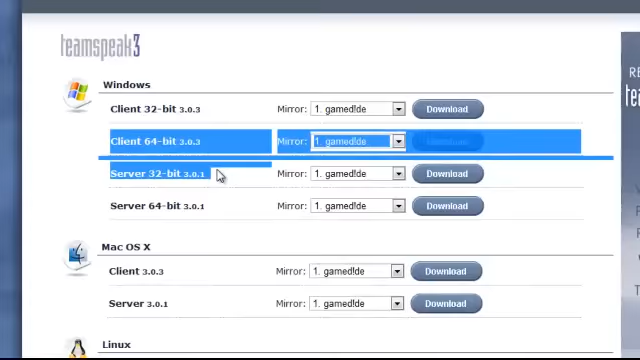 teamspeak3
Windows
Client 32-bit 3.0.3 Mirror: 1. gamed!de Download
Client 64-bit 3.0.3 Mirror: 1. gamed!de Download
Server 32-bit 3.0.1 Mirror: 1. gamed!de Download
Server 64-bit 3.0.1 Mirror: 1. gamed!de Download
Mac OS X
Client 3.0.3 Mirror: 1. gamed!de Download
Server 3.0.1 Mirror: 1. gamed!de Download
Linux